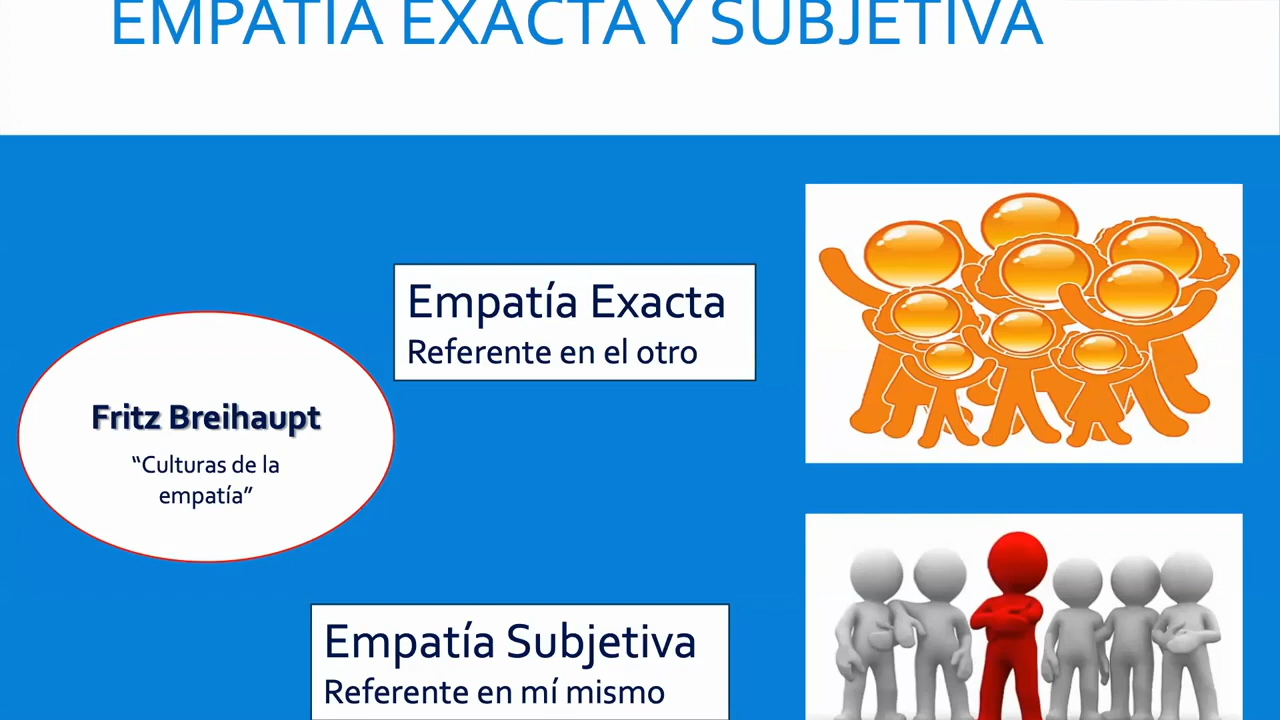 EMPATÍA EXACTA Y SUBJETIVA
Empatía Exacta
Referente en el otro
Fritz Breihaupt
“Culturas de la
empatía”
Empatía Subjetiva
Referente en mí mismo